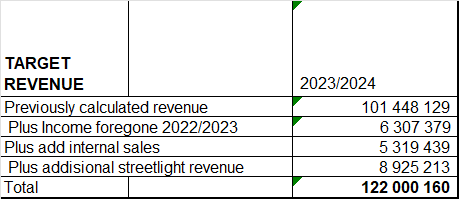 TARGET
REVENUE 2023/2024
Previously calculated revenue 101 448 129
Plus Income foregone 2022/2023 6 307 379
Plus add internal sales 5 319 439
Plus addisional streetlight revenue 8 925 213
Total 122 000 160